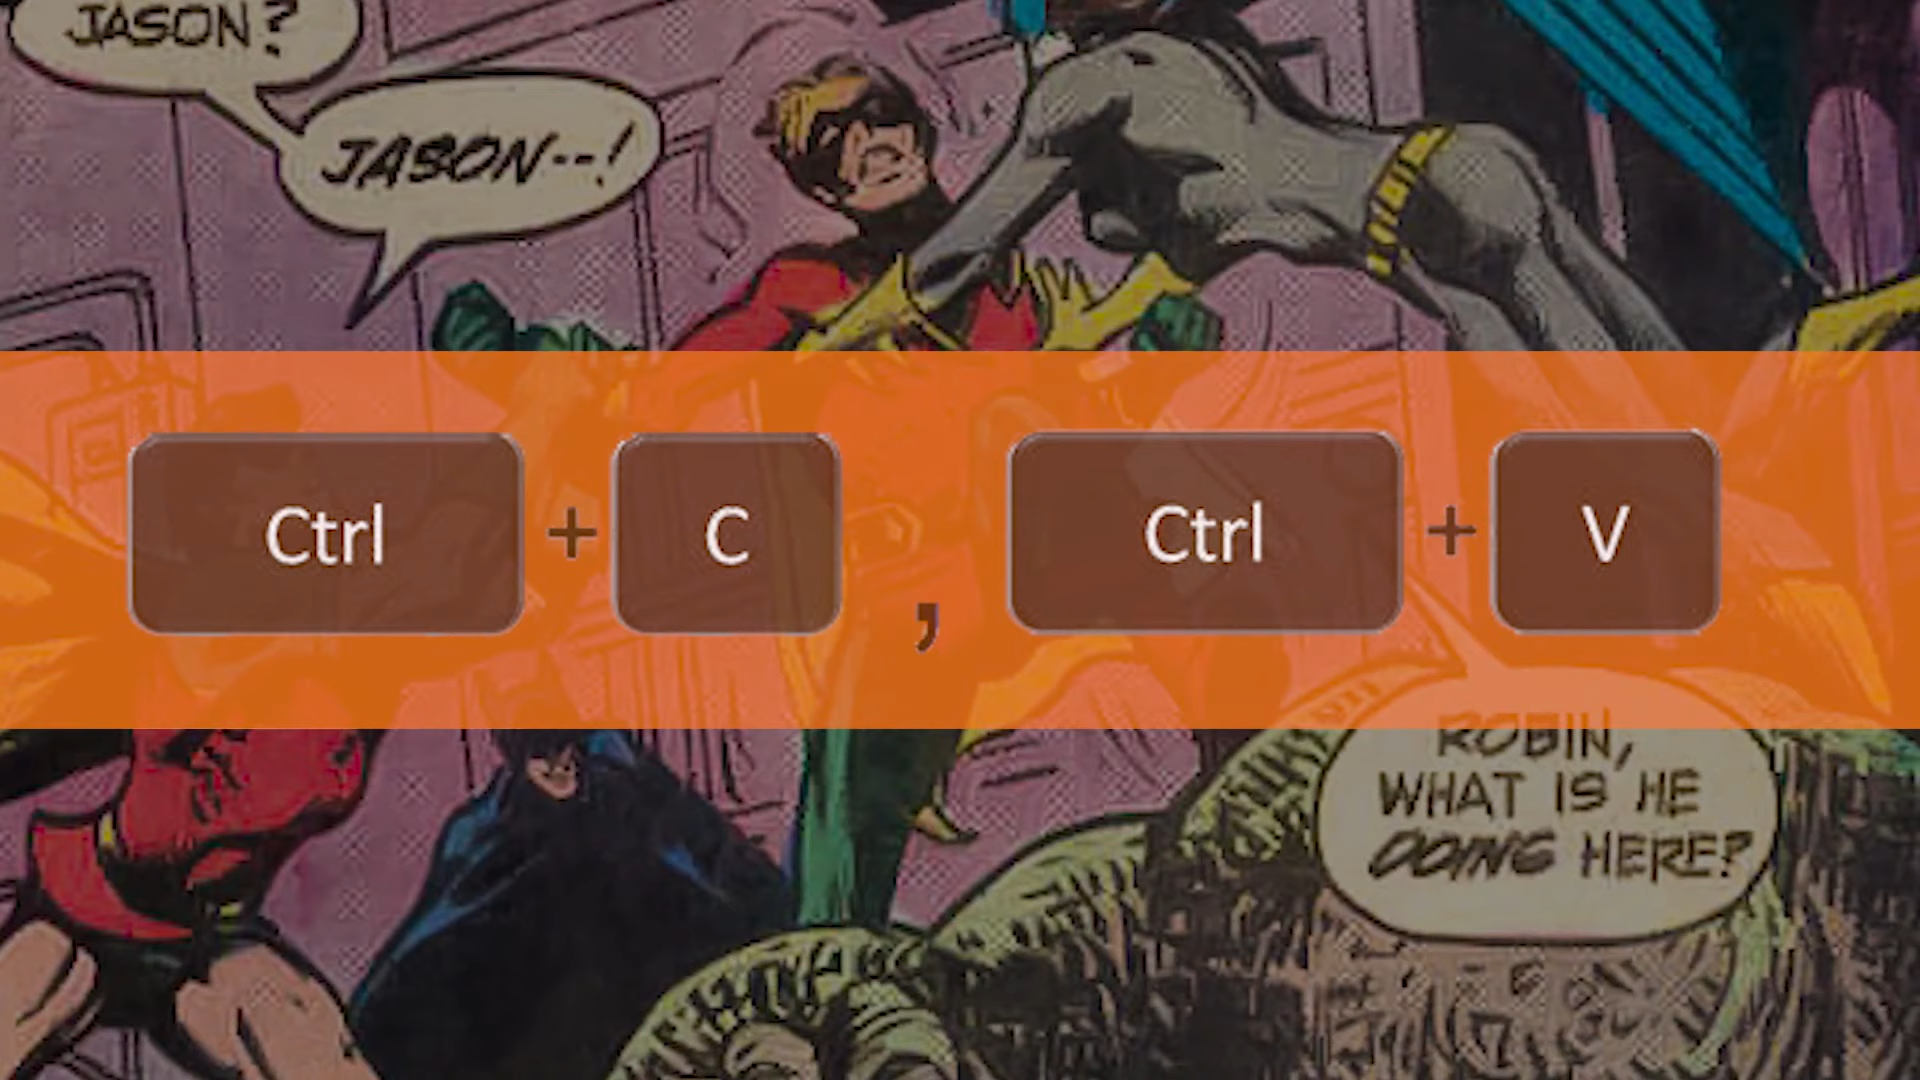 JASON?
JASON--!
Ctrl + C , Ctrl + V
ROBIN,
WHAT IS HE
DOING HERE?